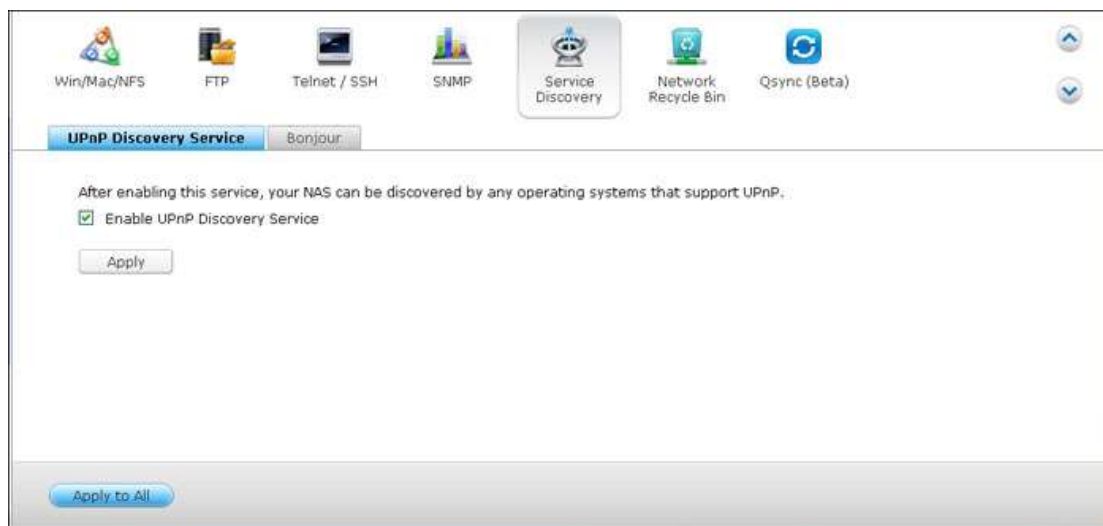 Win/Mac/NFS
FTP
Telnet / SSH
SNMP
Service
Discovery
Network
Recycle Bin
Qsync (Beta)
UPnP Discovery Service
Bonjour
After enabling this service, your NAS can be discovered by any operating systems that support UPnP.
Enable UPnP Discovery Service
Apply
Apply to All